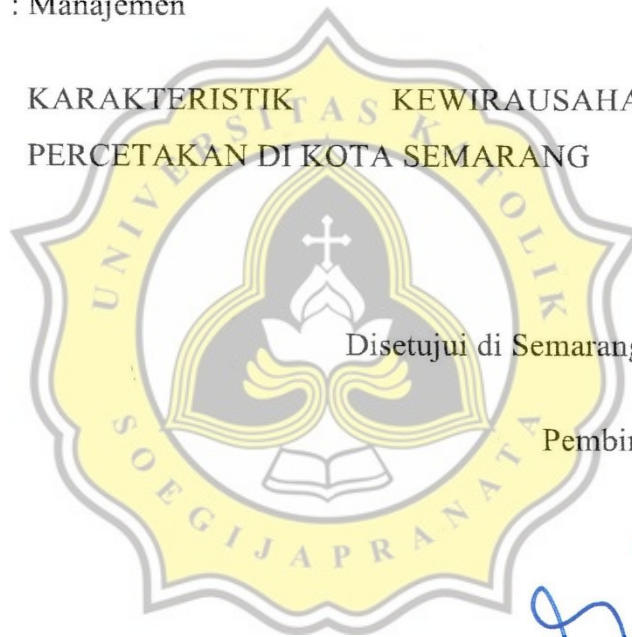 : Manajemen
KARAKTERISTIK KEWIRAUSAHA
PERCETAKAN DI KOTA SEMARANG
UNIVERSITAS KATOLIK
Disetujui di Semarang
Pembi
SOEGIJAPRANATA